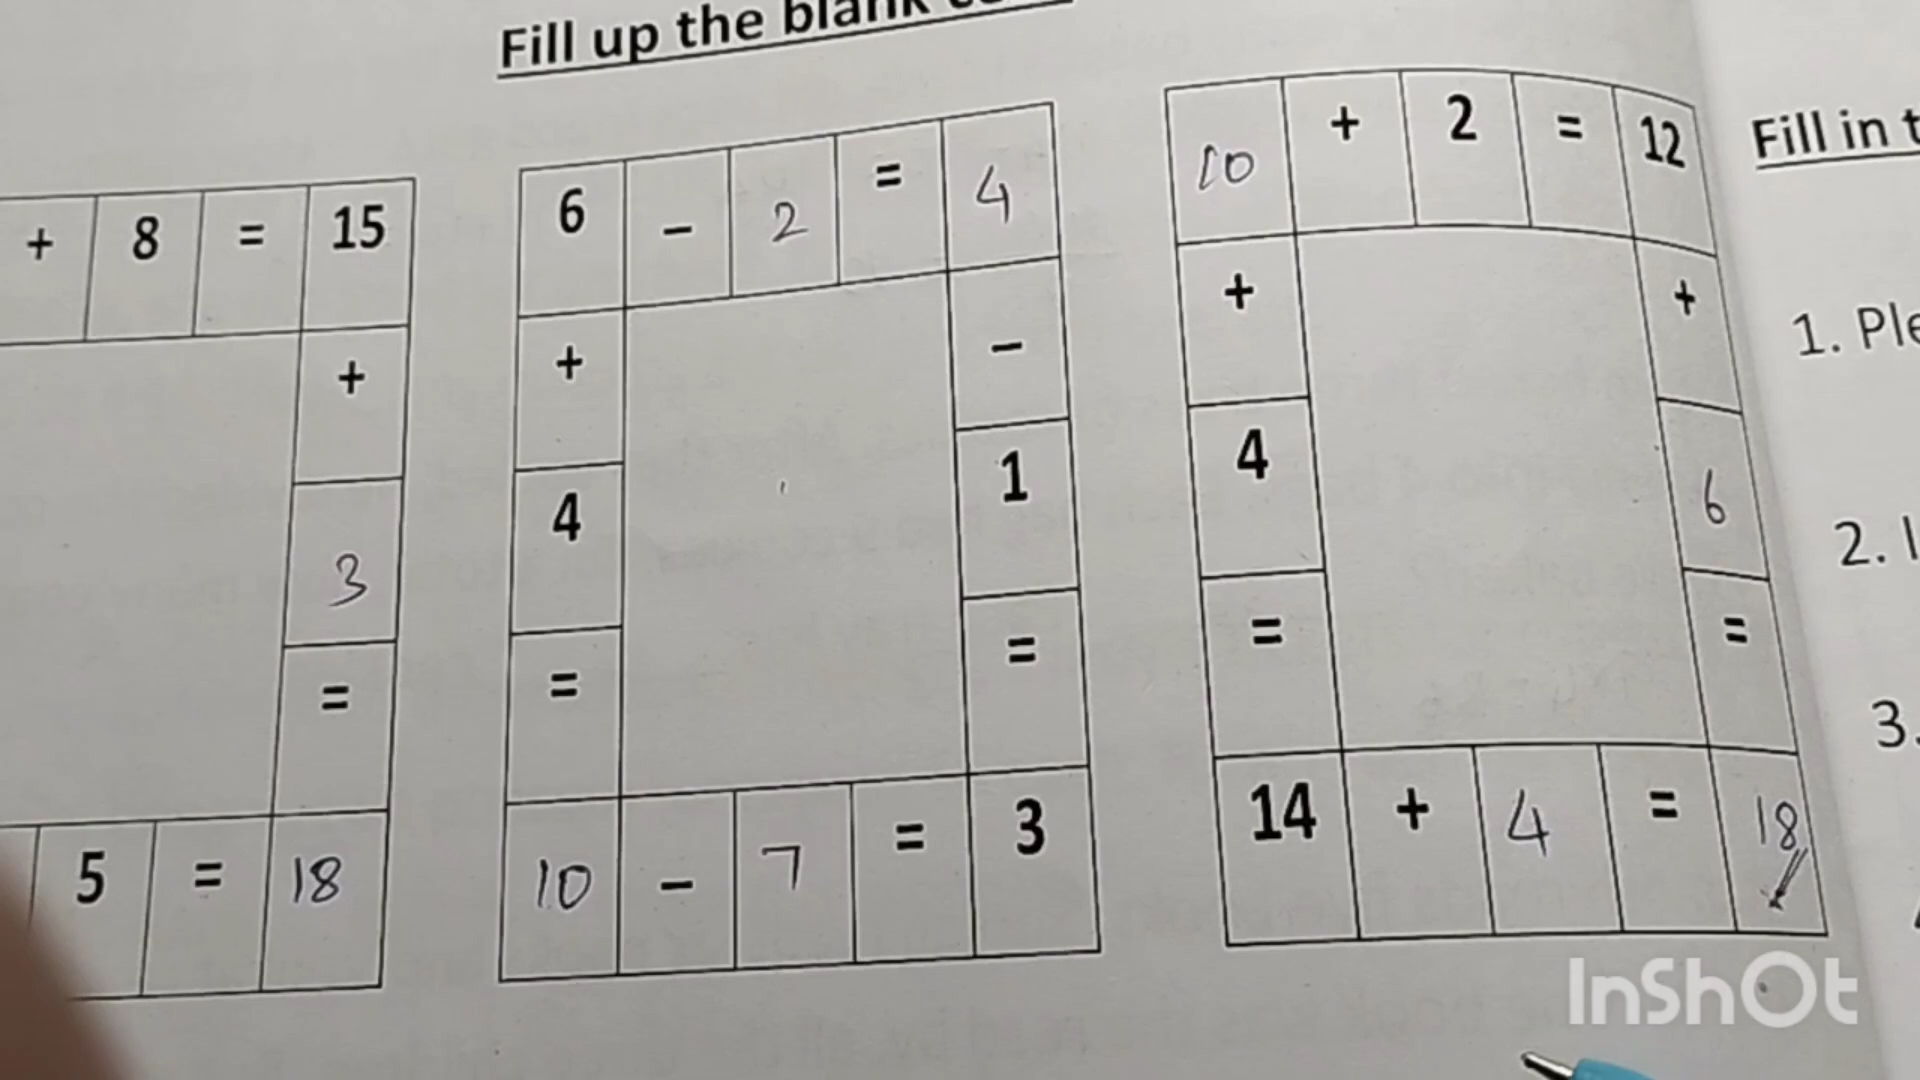 Fill up the blank
+ 8 = 15
+
3
=
5 = 18
6 - 2 = 4
+ -
4 1
= =
10 - 7 = 3
10 + 2 = 12
+ +
4 6
= =
14 + 4 = 18
Fill in
1.
2.
3.
InShOt